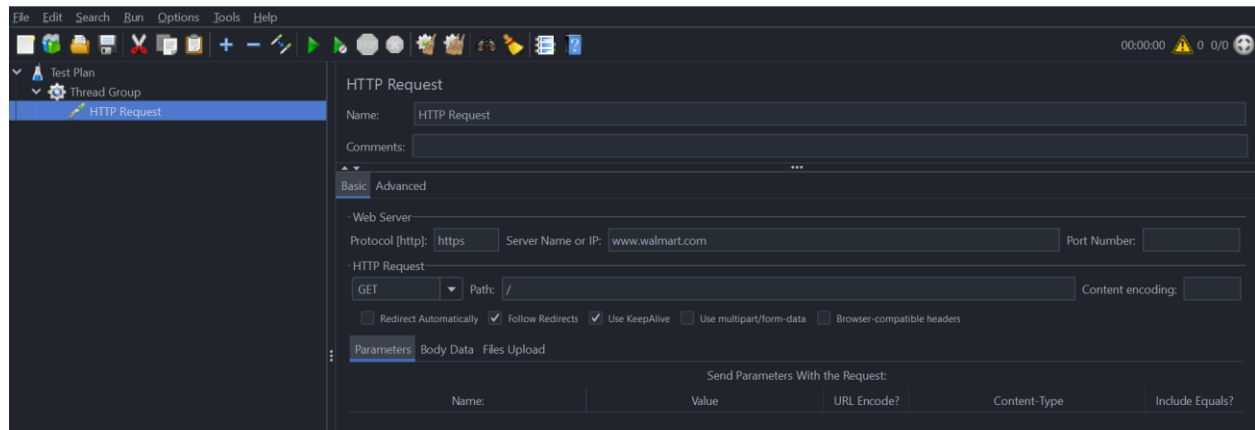 File Edit Search Run Options Tools Help
00:00:00 0 0/0
Test Plan
Thread Group
HTTP Request
HTTP Request
Name: HTTP Request
Comments:
Basic Advanced
Web Server
Protocol [http]: https Server Name or IP: www.walmart.com Port Number:
HTTP Request
GET Path: / Content encoding:
Redirect Automatically Follow Redirects Use KeepAlive Use multipart/form-data Browser-compatible headers
Parameters Body Data Files Upload
Send Parameters With the Request:
Name: Value URL Encode? Content-Type Include Equals?